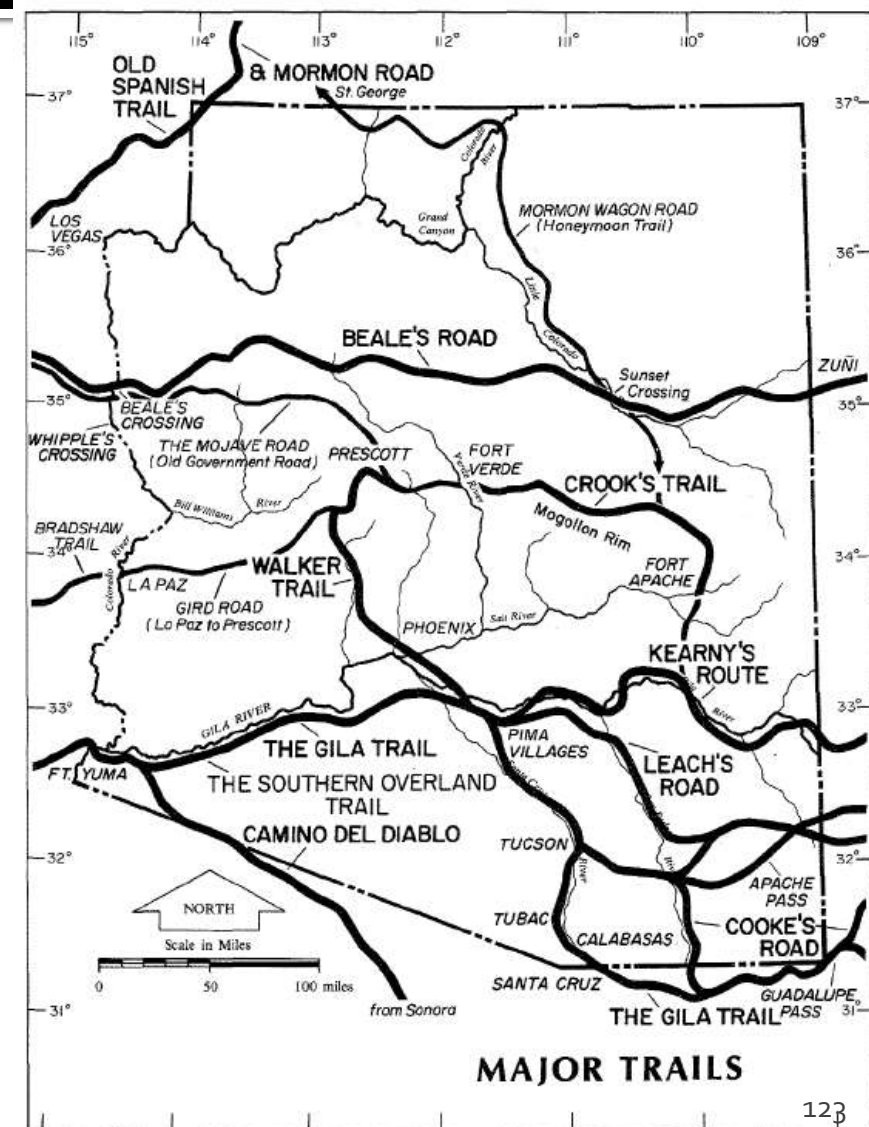 115°
114°
113°
112°
111°
110°
109°
OLD
SPANISH
TRAIL
& MORMON ROAD
St. George
37°
37°
Colorado
River
MORMON WAGON ROAD
(Honeymoon Trail)
Grand
Canyon
LOS
VEGAS
36°
36°
Little
Colorado
BEALE'S ROAD
Sunset
Crossing
ZUÑI
35°
35°
BEALE'S
CROSSING
WHIPPLE'S
CROSSING
THE MOJAVE ROAD
(Old Government Road)
PRESCOTT
FORT
VERDE
Verde River
CROOK'S TRAIL
Bill Williams
River
Mogollon Rim
BRADSHAW
TRAIL
34°
34°
Colorado River
LA PAZ
WALKER
TRAIL
FORT
APACHE
GIRD ROAD
(La Paz to Prescott)
PHOENIX
Salt River
KEARNY'S
ROUTE
33°
33°
GILA RIVER
River
THE GILA TRAIL
PIMA
VILLAGES
LEACH'S
ROAD
FT. YUMA
THE SOUTHERN OVERLAND
TRAIL
CAMINO DEL DIABLO
Santa Cruz
River
TUCSON
River
32°
32°
APACHE
PASS
NORTH
TUBAC
CALABASAS
COOKE'S
ROAD
Scale in Miles
0
50
100 miles
SANTA CRUZ
GUADALUPE
PASS
31°
31°
from Sonora
THE GILA TRAIL
MAJOR TRAILS
123